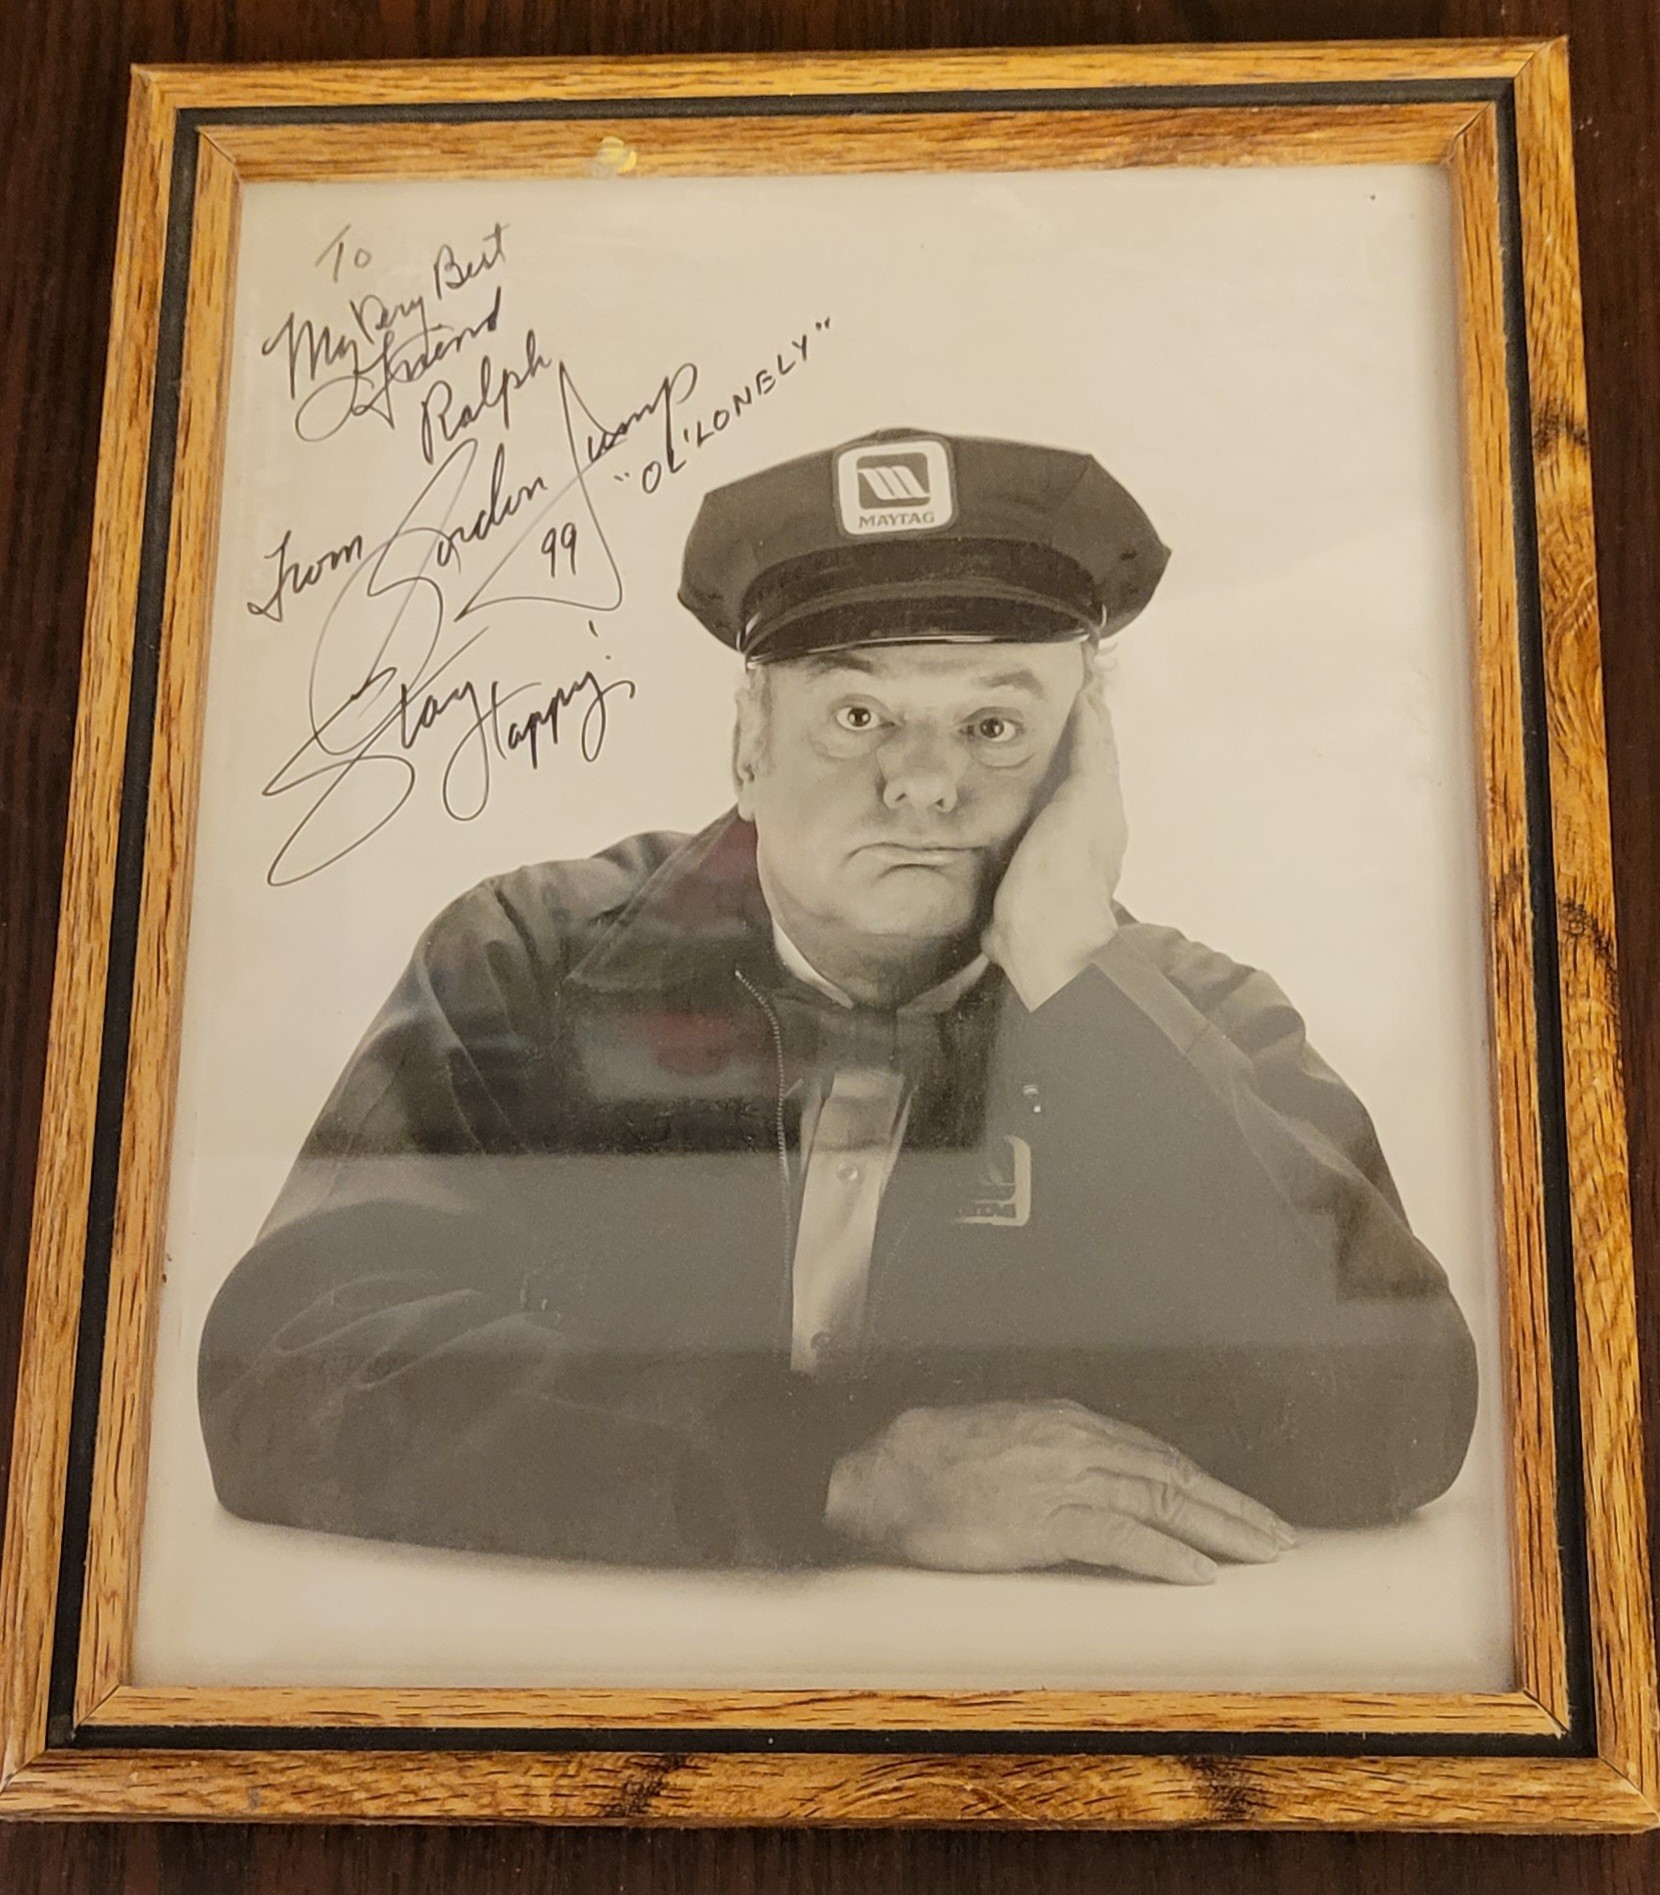 To
My Very Best
Friend
Ralph
From Gordon Jump
"OL' LONELY"
99
Stay Happy!
MAYTAG